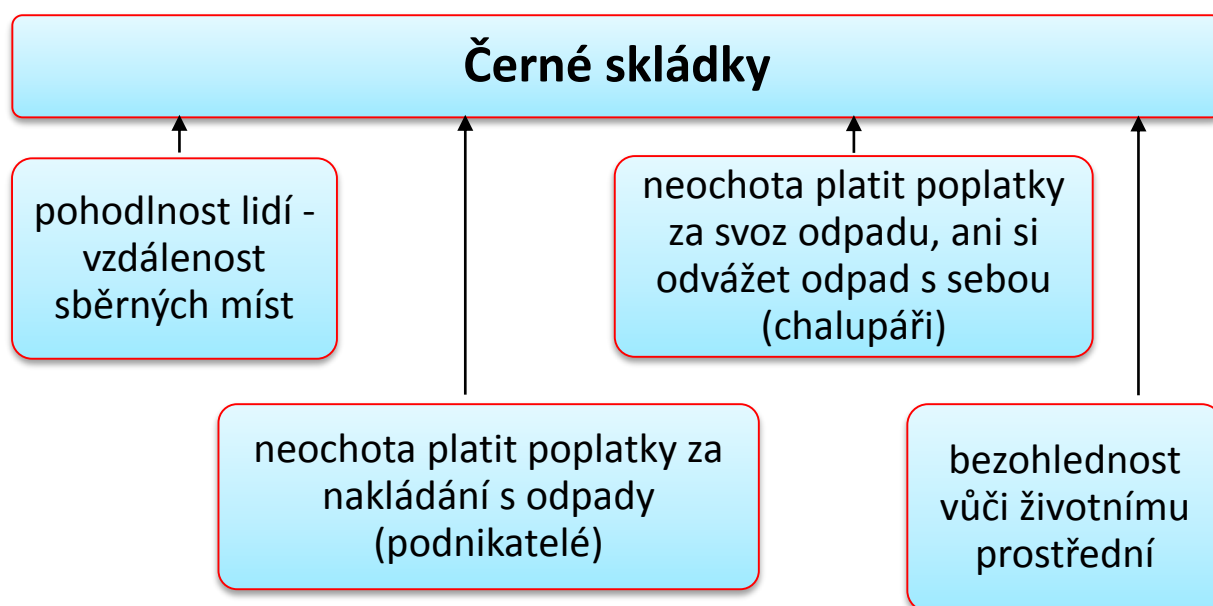 Černé skládky
pohodlnost lidí -
vzdálenost
sběrných míst
neochota platit poplatky
za svoz odpadu, ani si
odvážet odpad s sebou
(chalupáři)
neochota platit poplatky za
nakládání s odpady
(podnikatelé)
bezohlednost
vůči životnímu
prostřední